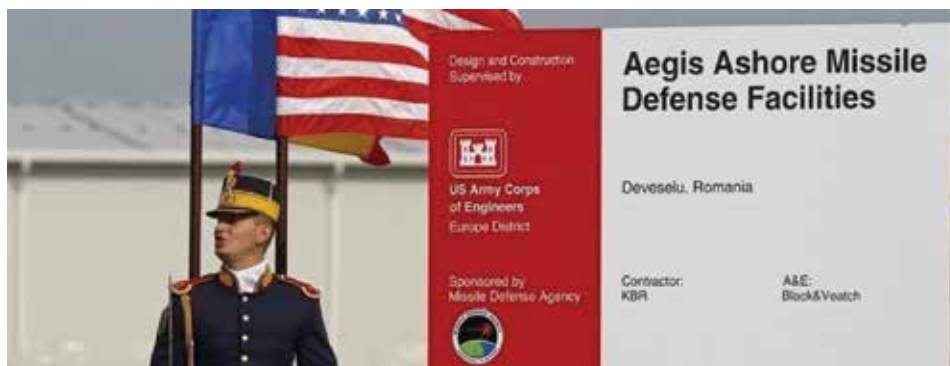 Design and Construction
Supervised by
US Army Corps
of Engineers
Europe District
Sponsored by
Missile Defense Agency
Aegis Ashore Missile
Defense Facilities
Deveselu, Romania
Contractor:
KBR
A&E:
Black&Veatch